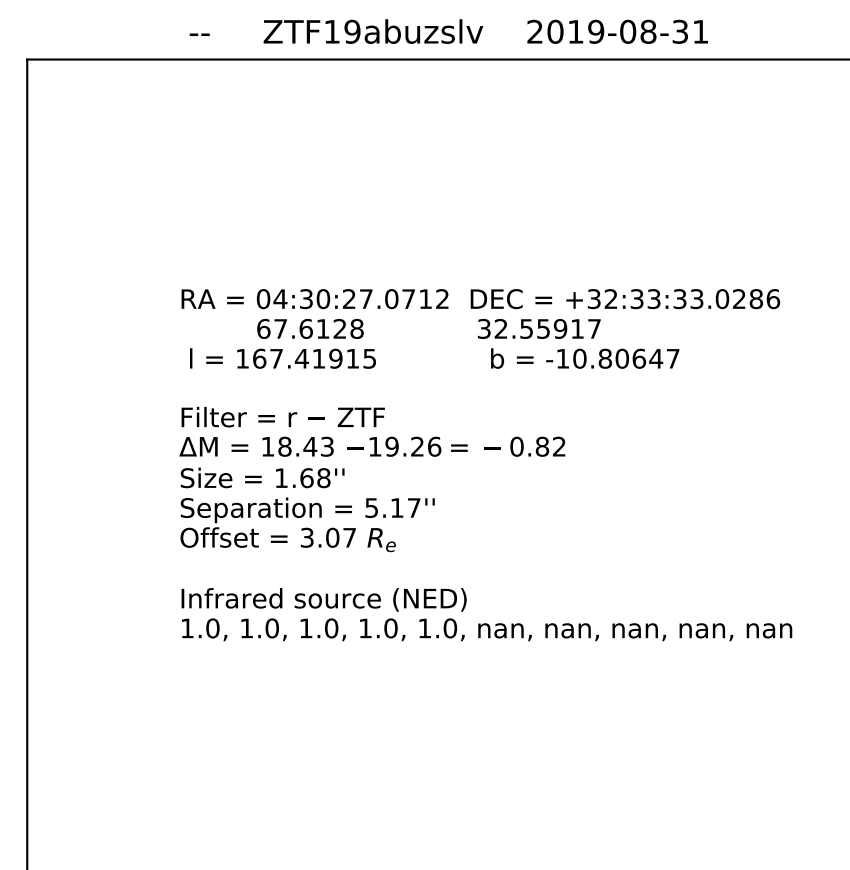 -- ZTF19abuzslv 2019-08-31
RA = 04:30:27.0712 DEC = +32:33:33.0286
67.6128 32.55917
l = 167.41915 b = -10.80647
Filter = r − ZTF
ΔM = 18.43 −19.26 = − 0.82
Size = 1.68''
Separation = 5.17''
Offset = 3.07 Re
Infrared source (NED)
1.0, 1.0, 1.0, 1.0, 1.0, nan, nan, nan, nan, nan